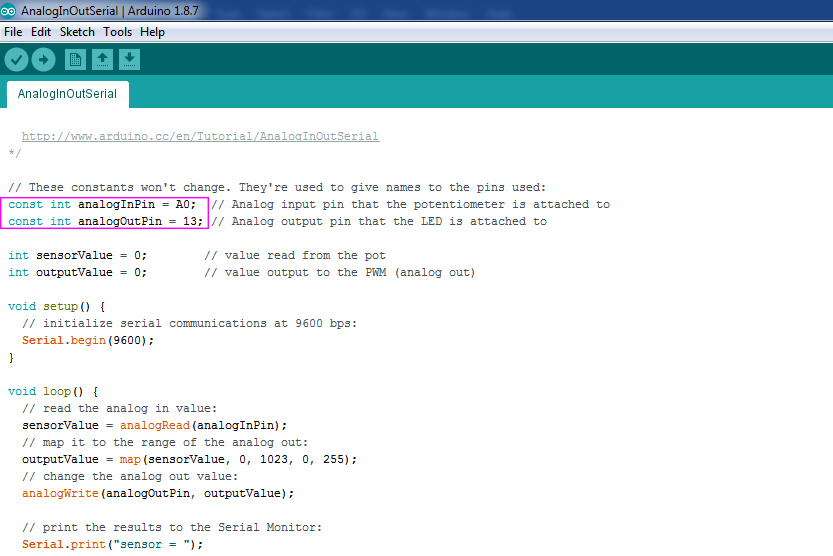 AnalogInOutSerial | Arduino 1.8.7
File Edit Sketch Tools Help
AnalogInOutSerial
http://www.arduino.cc/en/Tutorial/AnalogInOutSerial
*/
// These constants won't change. They're used to give names to the pins used:
const int analogInPin = A0; // Analog input pin that the potentiometer is attached to
const int analogOutPin = 13; // Analog output pin that the LED is attached to
int sensorValue = 0; // value read from the pot
int outputValue = 0; // value output to the PWM (analog out)
void setup() {
// initialize serial communications at 9600 bps:
Serial.begin(9600);
}
void loop() {
// read the analog in value:
sensorValue = analogRead(analogInPin);
// map it to the range of the analog out:
outputValue = map(sensorValue, 0, 1023, 0, 255);
// change the analog out value:
analogWrite(analogOutPin, outputValue);
// print the results to the Serial Monitor:
Serial.print("sensor = ");